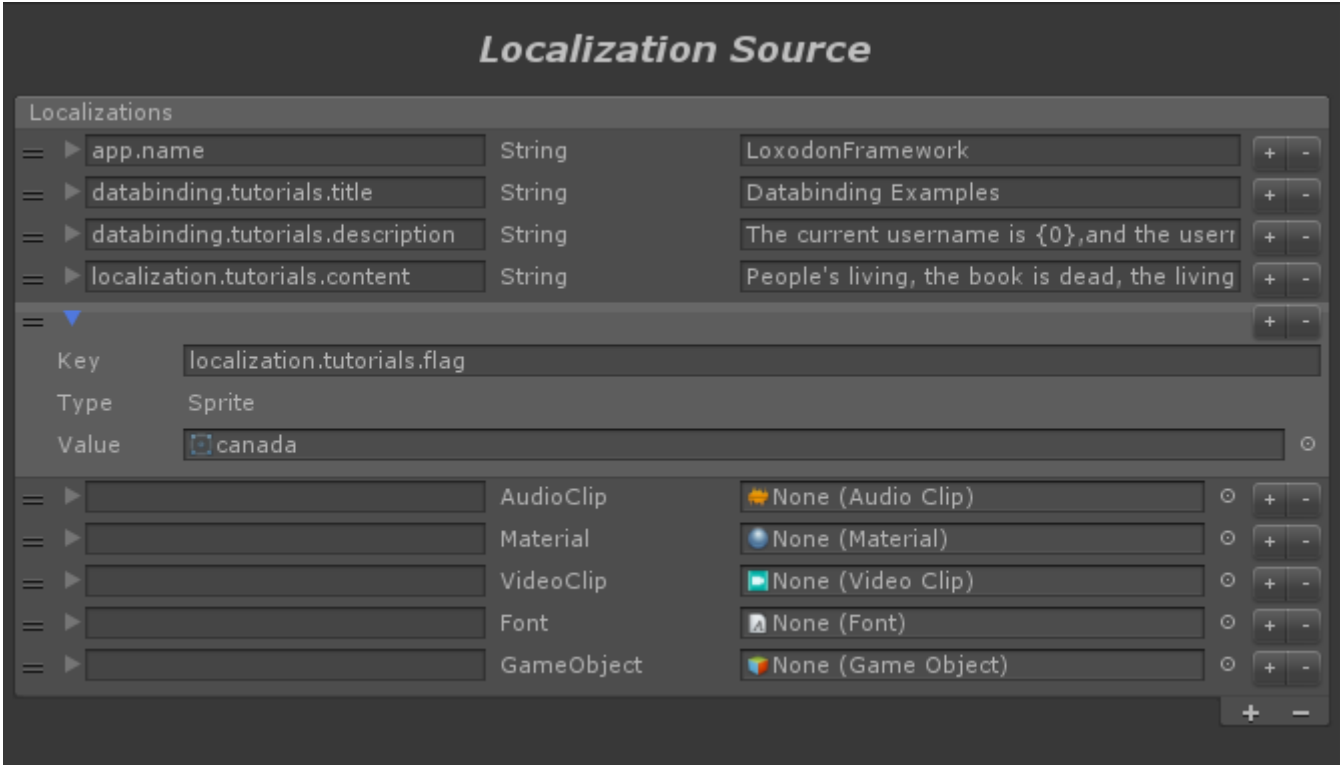 Localization Source
Localizations
app.name String LoxodonFramework + -
databinding.tutorials.title String Databinding Examples + -
databinding.tutorials.description String The current username is {0},and the + -
localization.tutorials.content String People's living, the book is dead, the living + -
+ -
Key localization.tutorials.flag
Type Sprite
Value canada
AudioClip None (Audio Clip) + -
Material None (Material) + -
VideoClip None (Video Clip) + -
Font None (Font) + -
GameObject None (Game Object) + -
+ −